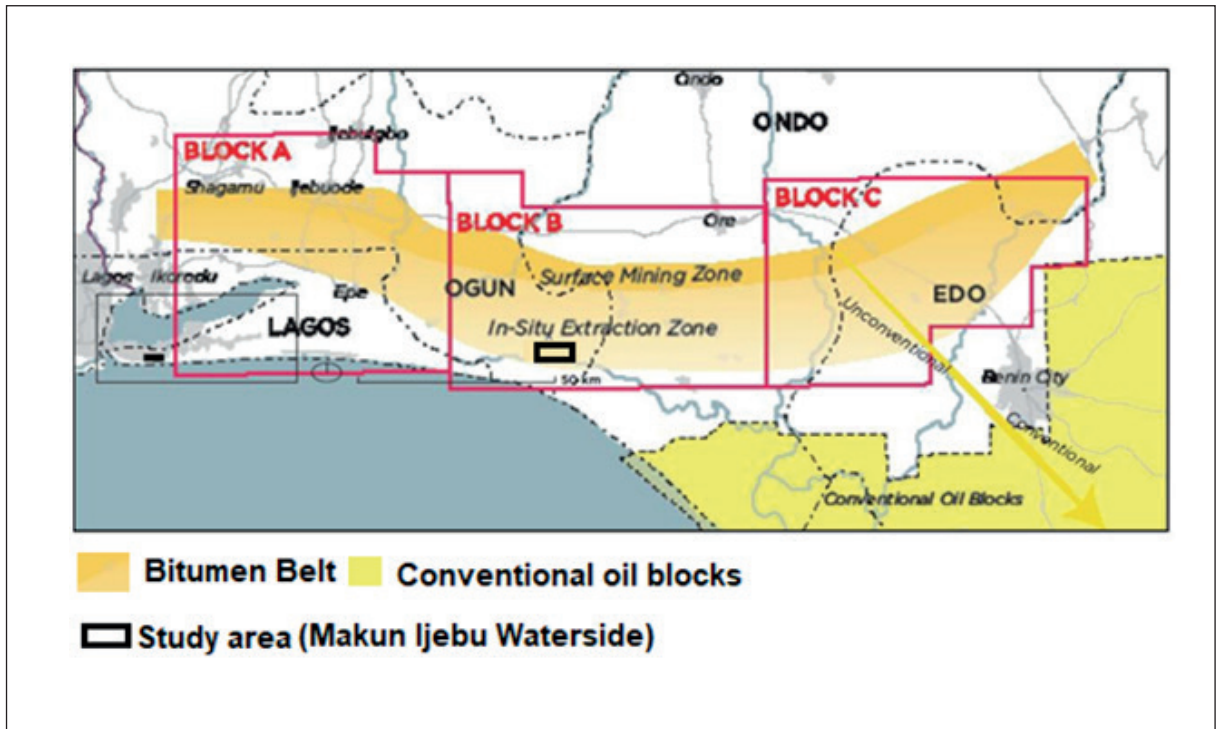 Ondo
ONDO
Ijebuigbo
BLOCK A
Shagamu
Ijebuode
BLOCK C
BLOCK B
Ore
Surface Mining Zone
Lagos
Ikorodu
Epe
OGUN
EDO
In-Situ Extraction Zone
LAGOS
Unconventional
50 km
Benin City
Conventional
Conventional Oil Blocks
Bitumen Belt
Conventional oil blocks
Study area (Makun Ijebu Waterside)